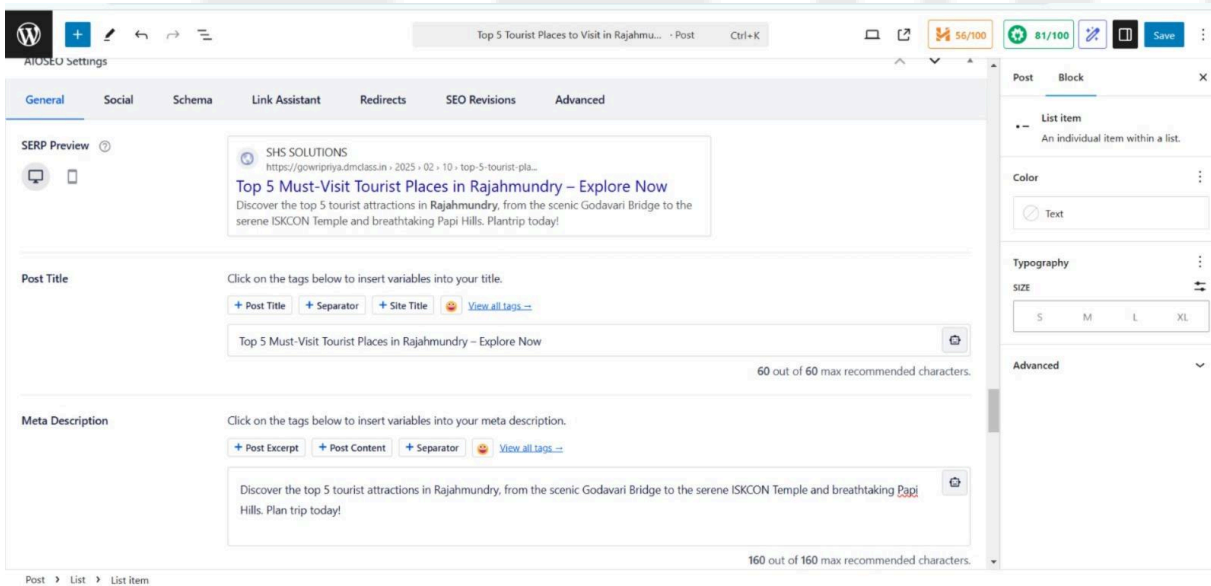 Top 5 Tourist Places to Visit in Rajahmu... · Post Ctrl+K
56/100
81/100
Save
AIOSEO Settings
General Social Schema Link Assistant Redirects SEO Revisions Advanced
SERP Preview
SHS SOLUTIONS
https://gowripriya.dmclass.in › 2025 › 02 › 10 › top-5-tourist-pla...
Top 5 Must-Visit Tourist Places in Rajahmundry – Explore Now
Discover the top 5 tourist attractions in Rajahmundry, from the scenic Godavari Bridge to the
serene ISKCON Temple and breathtaking Papi Hills. Plantrip today!
Post Title
Click on the tags below to insert variables into your title.
+ Post Title + Separator + Site Title View all tags →
Top 5 Must-Visit Tourist Places in Rajahmundry – Explore Now
60 out of 60 max recommended characters.
Meta Description
Click on the tags below to insert variables into your meta description.
+ Post Excerpt + Post Content + Separator View all tags →
Discover the top 5 tourist attractions in Rajahmundry, from the scenic Godavari Bridge to the serene ISKCON Temple and breathtaking Papi
Hills. Plan trip today!
160 out of 160 max recommended characters.
Post Block
List item
An individual item within a list.
Color
Text
Typography
SIZE
S M L XL
Advanced
Post › List › List item